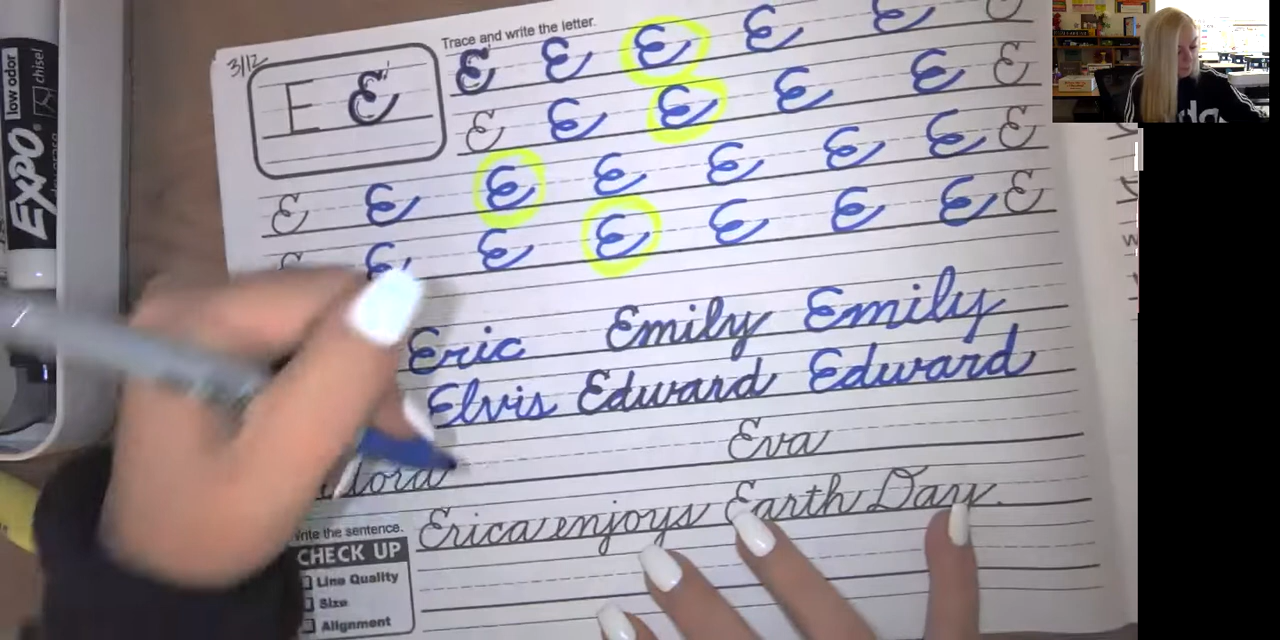 3/12
Trace and write the letter.
E ℰ
ℰ ℰ ℰ ℰ ℰ ℰ
ℰ ℰ ℰ ℰ ℰ ℰ
ℰ ℰ ℰ ℰ ℰ ℰ ℰ ℰ
ℰ ℰ ℰ ℰ ℰ ℰ ℰ ℰ
Eric Emily Emily
Elvis Edward Edward
Eva
Write the sentence.
Erica enjoys Earth Day.
CHECK UP
Line Quality
Size
Alignment
low odor
chisel
EXPO